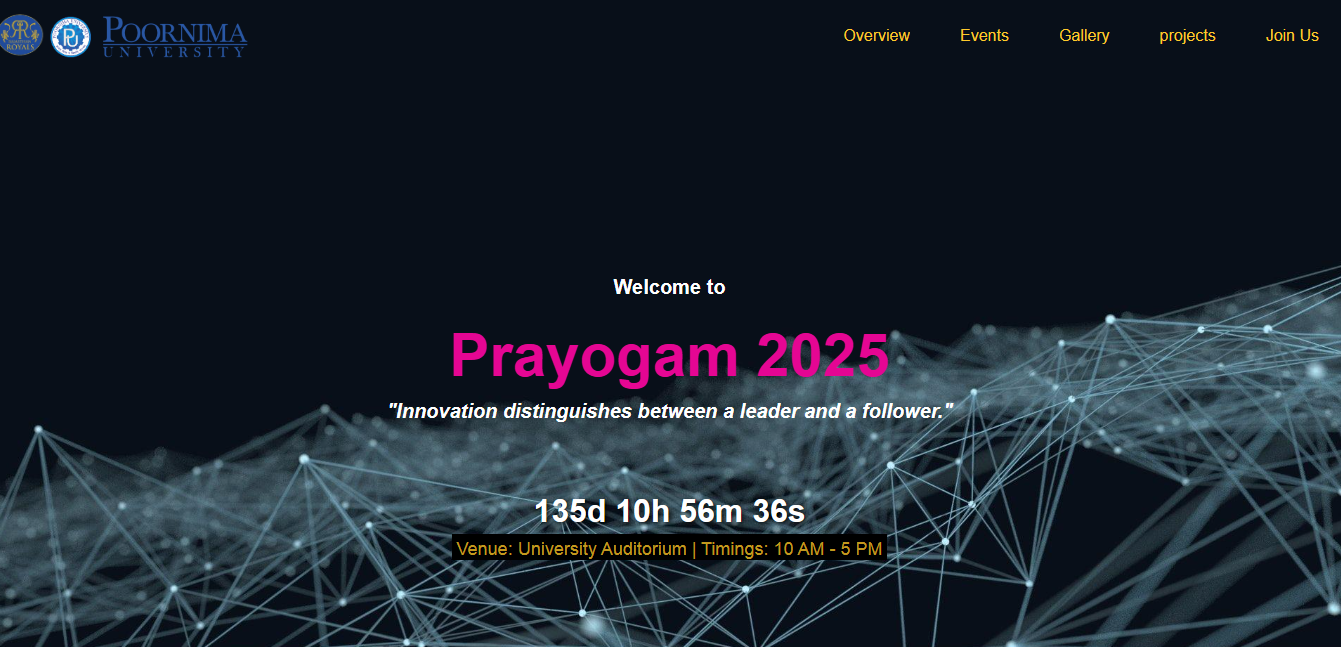 POORNIMA
UNIVERSITY
ROYALS
PU
Overview
Events
Gallery
projects
Join Us
Welcome to
Prayogam 2025
"Innovation distinguishes between a leader and a follower."
135d 10h 56m 36s
Venue: University Auditorium | Timings: 10 AM - 5 PM